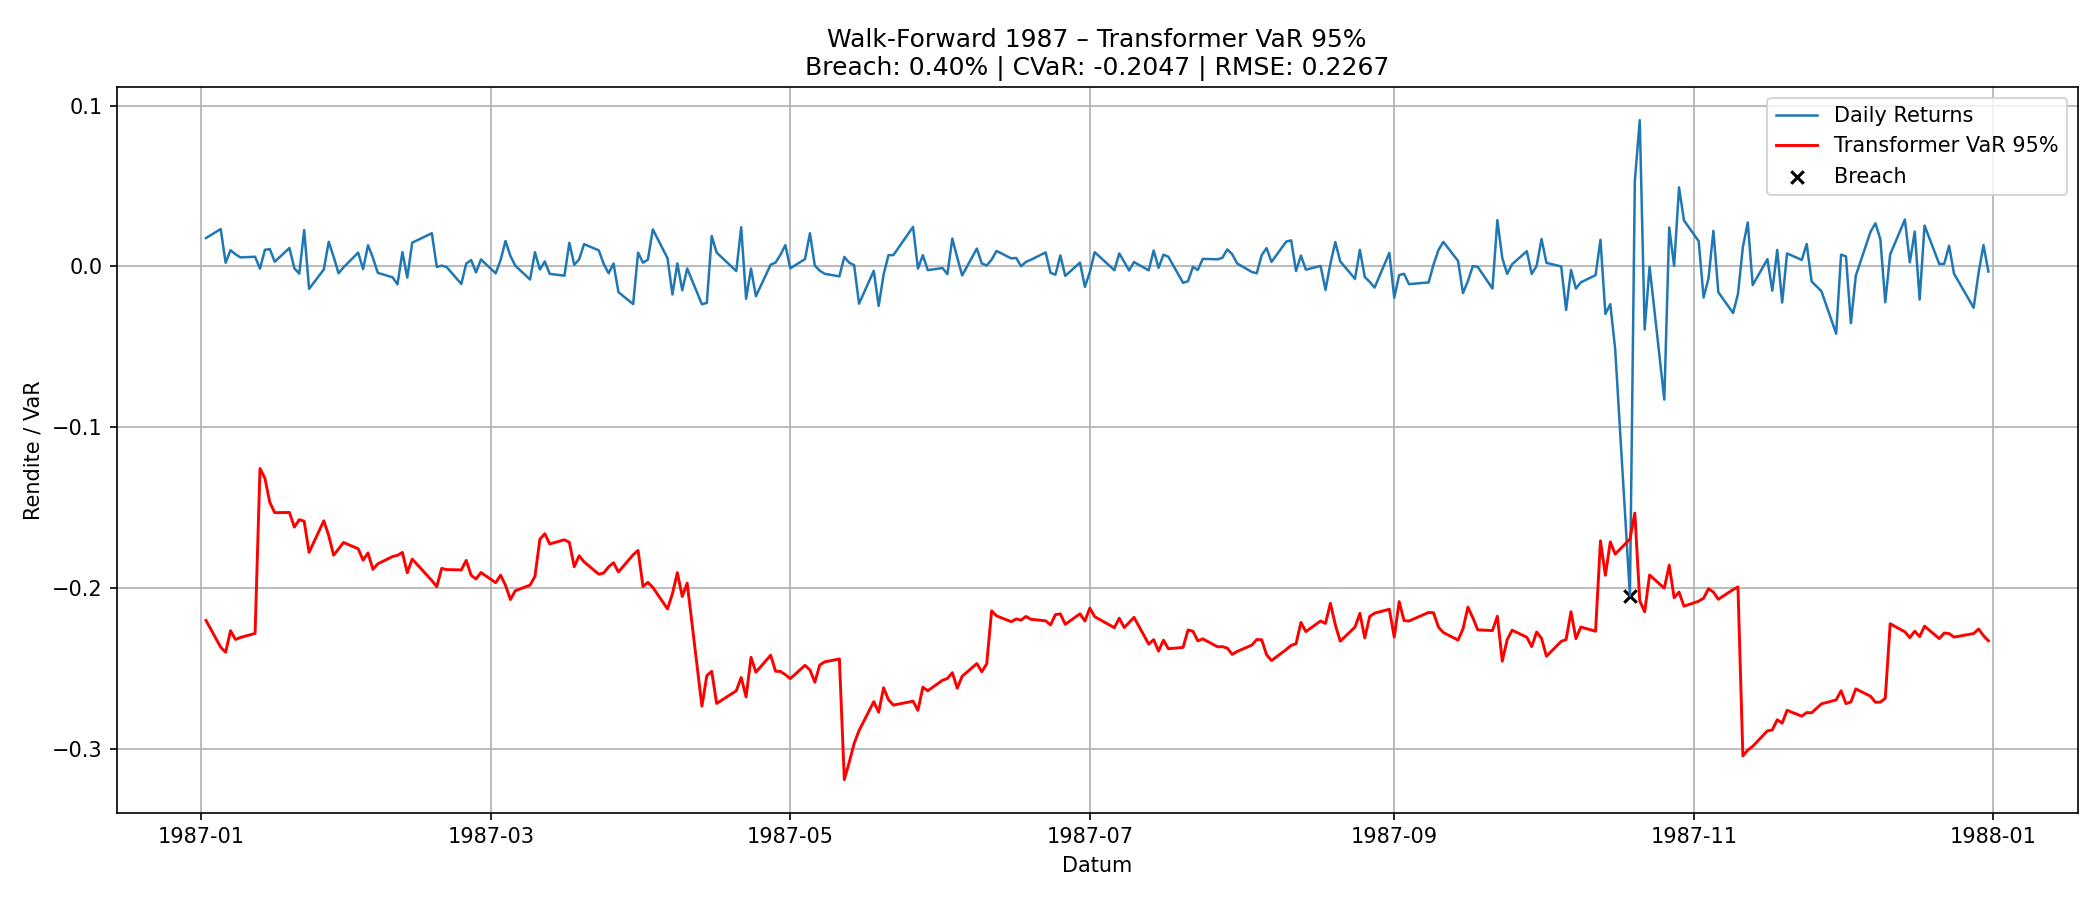 Walk-Forward 1987 – Transformer VaR 95%
Breach: 0.40% | CVaR: -0.2047 | RMSE: 0.2267
Daily Returns
Transformer VaR 95%
Breach
Rendite / VaR
0.1
0.0
−0.1
−0.2
−0.3
1987-01
1987-03
1987-05
1987-07
1987-09
1987-11
1988-01
Datum